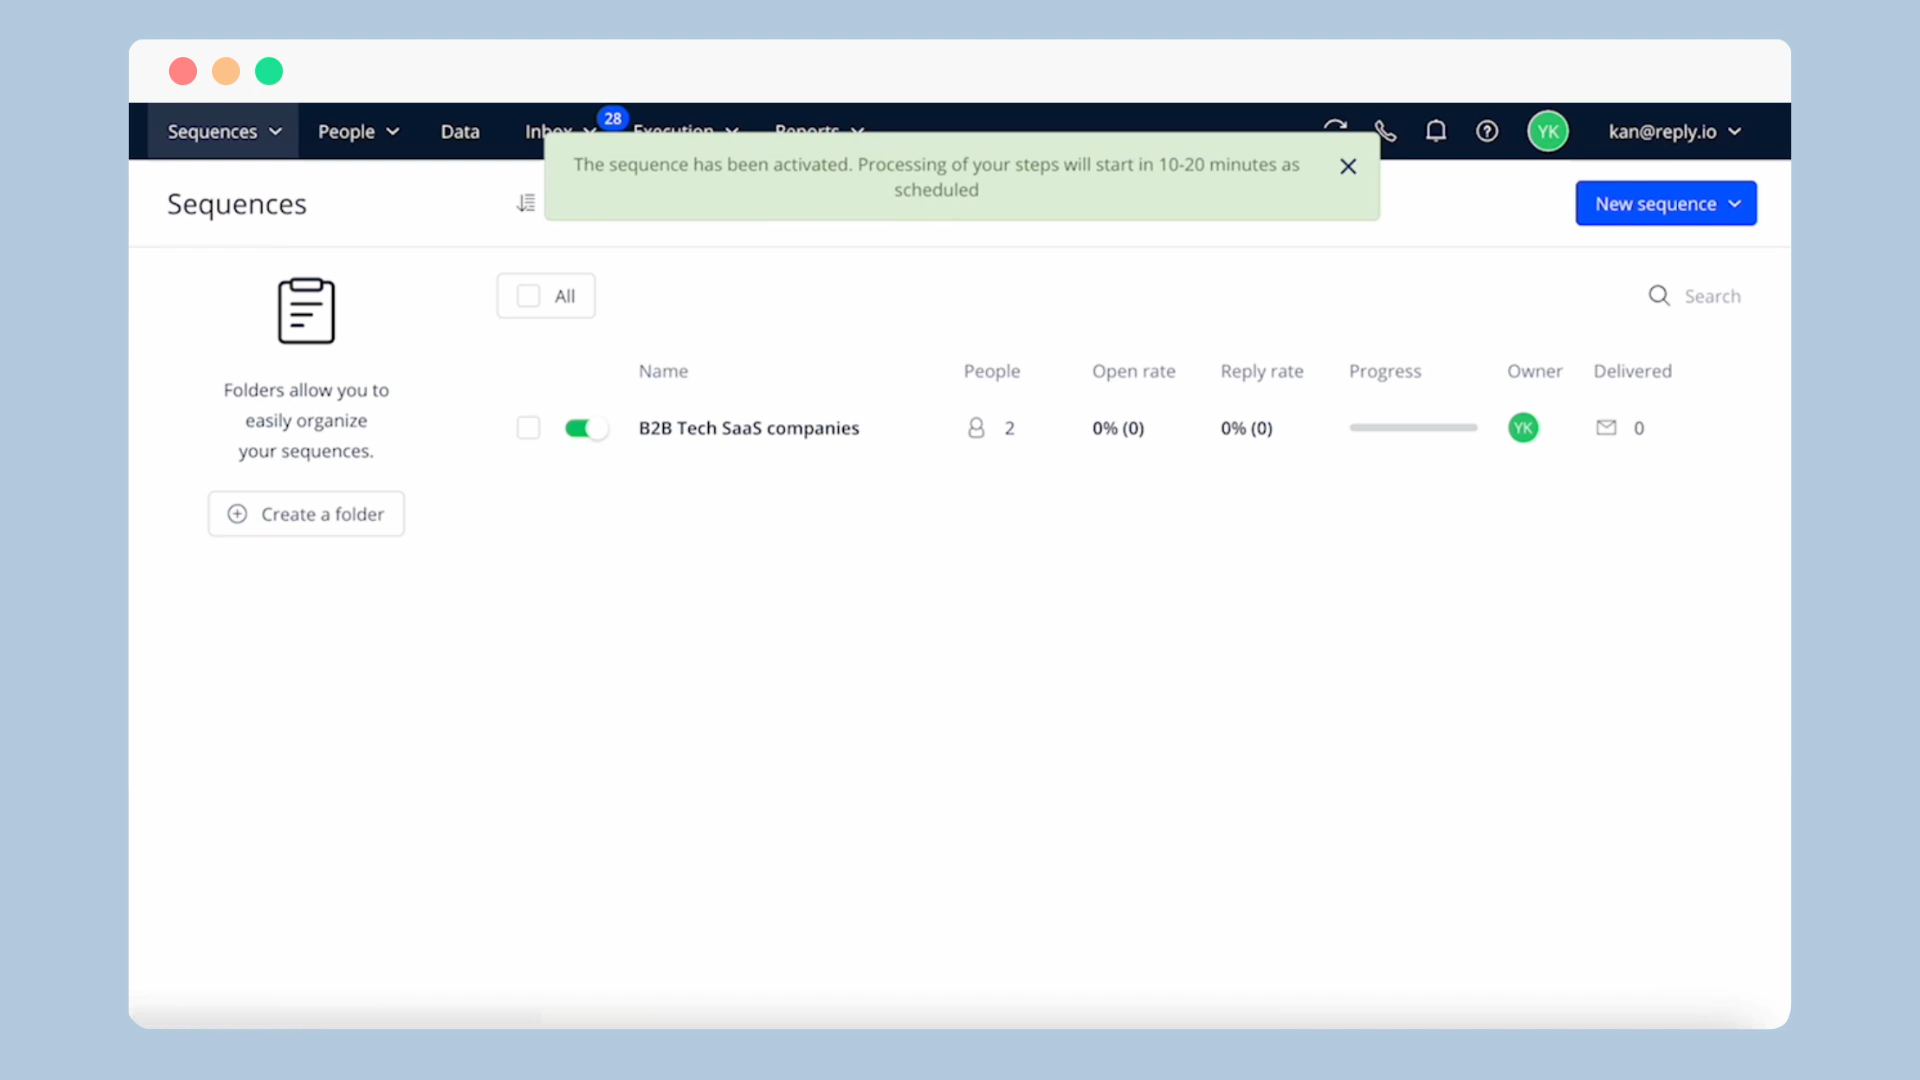 Sequences
People
Data
Inbox
28
Execution
Reports
YK
kan@reply.io
The sequence has been activated. Processing of your steps will start in 10-20 minutes as
scheduled
Sequences
New sequence
Folders allow you to
easily organize
your sequences.
Create a folder
All
Search
Name People Open rate Reply rate Progress Owner Delivered
B2B Tech SaaS companies 2 0% (0) 0% (0) YK 0